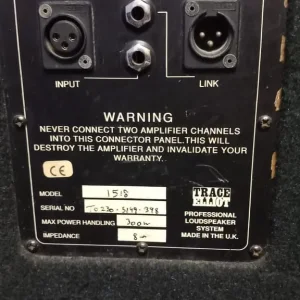 INPUT
LINK
WARNING
NEVER CONNECT TWO AMPLIFIER CHANNELS
INTO THIS CONNECTOR PANEL.THIS WILL
DESTROY THE AMPLIFIER AND INVALIDATE YOUR
WARRANTY.
CE
MODEL 1518
SERIAL NO
MAX POWER HANDLING 300w
IMPEDANCE 8
TRACE
ELLIOT
PROFESSIONAL
LOUDSPEAKER
SYSTEM
MADE IN THE U.K.